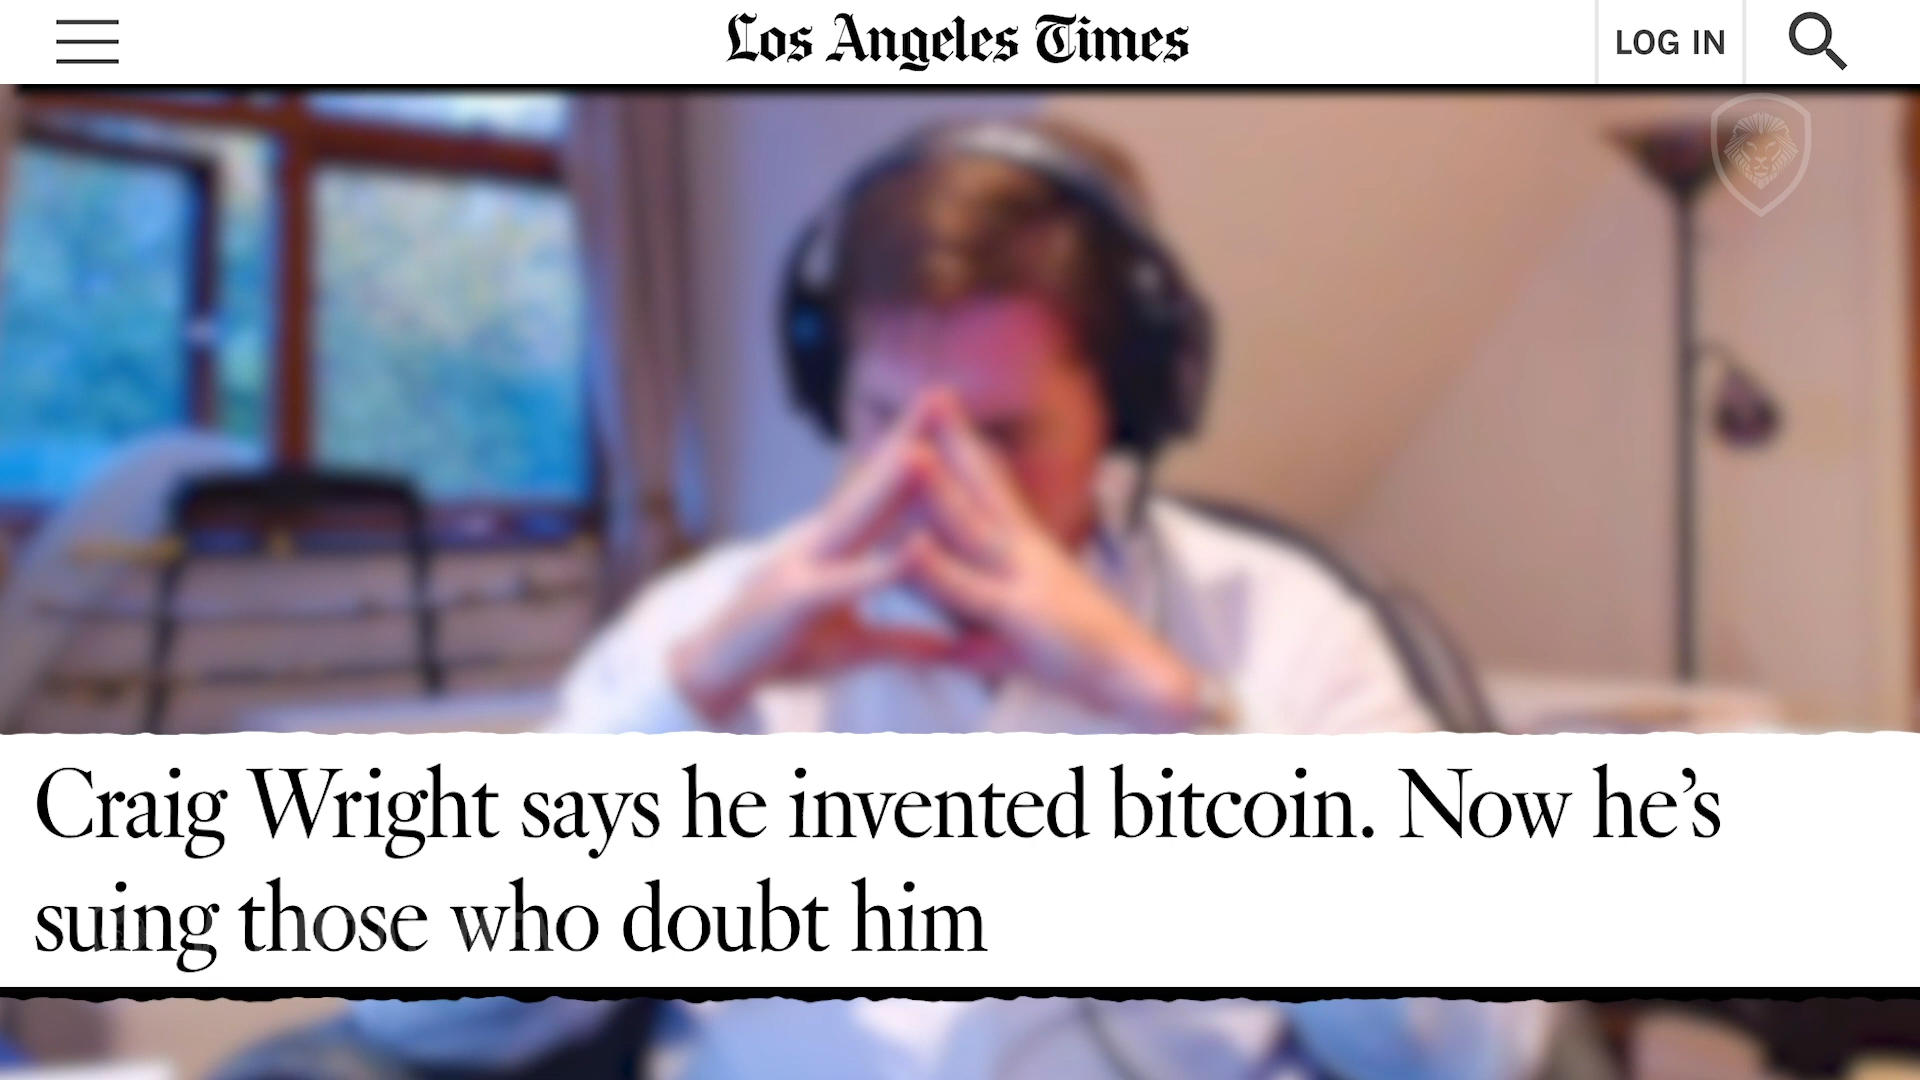 Los Angeles Times
LOG IN
Craig Wright says he invented bitcoin. Now he’s
suing those who doubt him